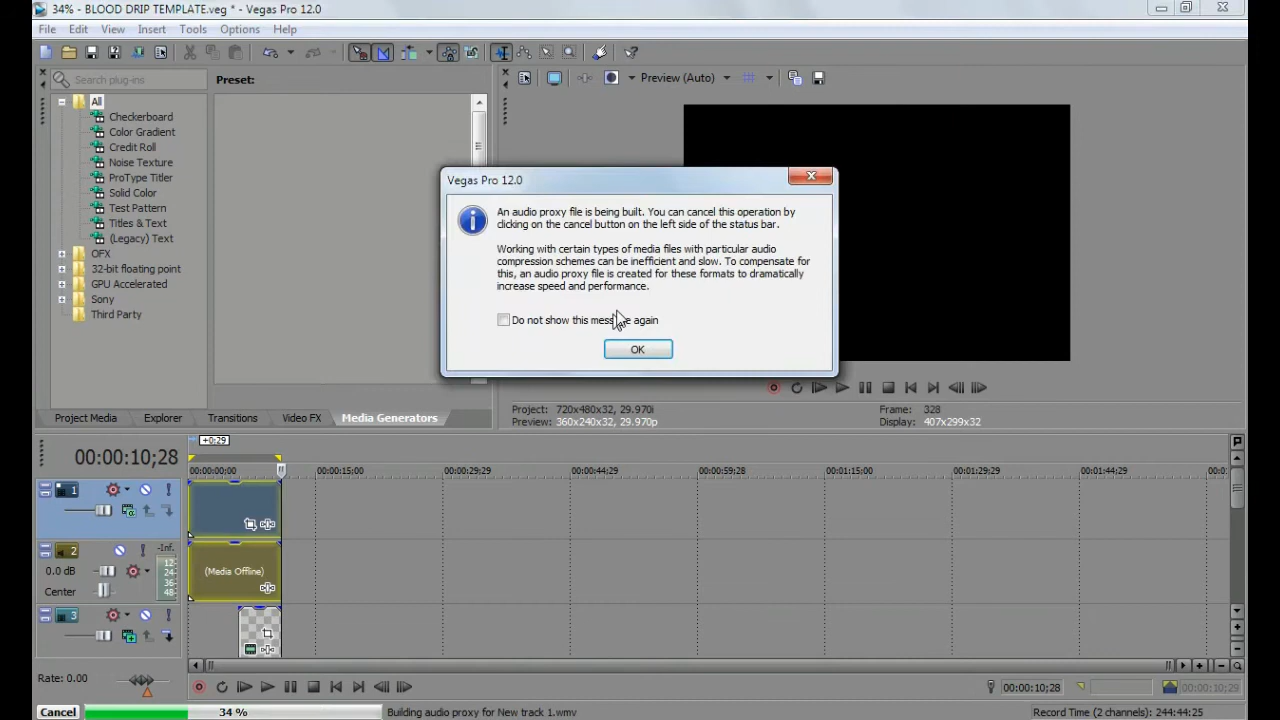 34% - BLOOD DRIP TEMPLATE.veg * - Vegas Pro 12.0
File Edit View Insert Tools Options Help
Search plug-ins
Preset:
Preview (Auto)
All
Checkerboard
Color Gradient
Credit Roll
Noise Texture
ProType Titler
Solid Color
Test Pattern
Titles & Text
(Legacy) Text
OFX
32-bit floating point
GPU Accelerated
Sony
Third Party
Vegas Pro 12.0
An audio proxy file is being built. You can cancel this operation by
clicking on the cancel button on the left side of the status bar.
Working with certain types of media files with particular audio
compression schemes can be inefficient and slow. To compensate for
this, an audio proxy file is created for these formats to dramatically
increase speed and performance.
Do not show this message again
OK
Project Media Explorer Transitions Video FX Media Generators
Project: 720x480x32, 29.970i
Preview: 360x240x32, 29.970p
Frame: 328
Display: 407x299x32
+0:29
00:00:10;28
00:00:00;00 00:00:15;00 00:00:29;29 00:00:44;29 00:00:59;28 00:01:15;00 00:01:29;29 00:01:44;29
1
2
-Inf.
0.0 dB
Center
12
24
36
48
(Media Offline)
3
Rate: 0.00
00:00:10;28
00:00:10;29
Cancel
34 %
Building audio proxy for New track 1.wmv
Record Time (2 channels): 244:44:25